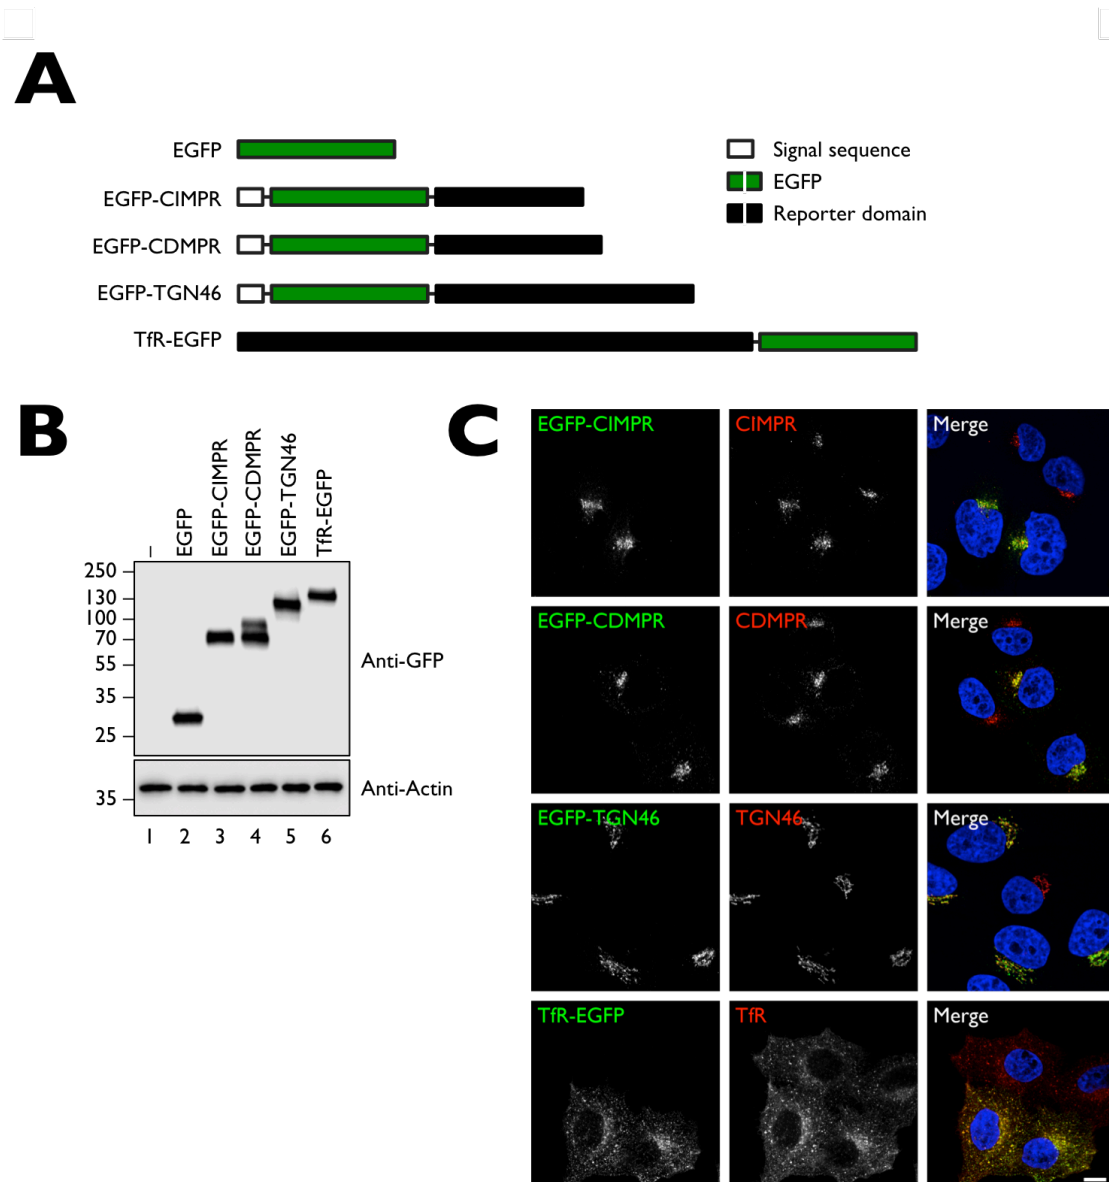 A
EGFP
EGFP-CIMPR
EGFP-CDMPR
EGFP-TGN46
TfR-EGFP
Signal sequence
EGFP
Reporter domain
B
–
EGFP
EGFP-CIMPR
EGFP-CDMPR
EGFP-TGN46
TfR-EGFP
250
130
100
70
55
35
25
Anti-GFP
35
Anti-Actin
1 2 3 4 5 6
C
EGFP-CIMPR CIMPR Merge
EGFP-CDMPR CDMPR Merge
EGFP-TGN46 TGN46 Merge
TfR-EGFP TfR Merge